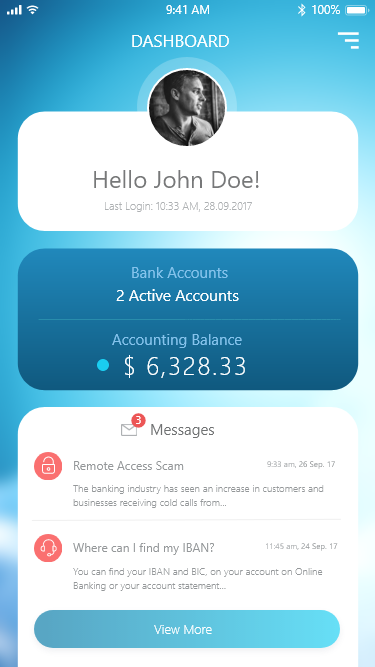 9:41 AM
100%
DASHBOARD
Hello John Doe!
Last Login: 10:33 AM, 28.09.2017
Bank Accounts
2 Active Accounts
Accounting Balance
$ 6,328.33
3
Messages
Remote Access Scam
9:33 am, 26 Sep. 17
The banking industry has seen an increase in customers and
businesses receiving cold calls from...
Where can I find my IBAN?
11:45 am, 24 Sep. 17
You can find your IBAN and BIC, on your account on Online
Banking or your account statement...
View More